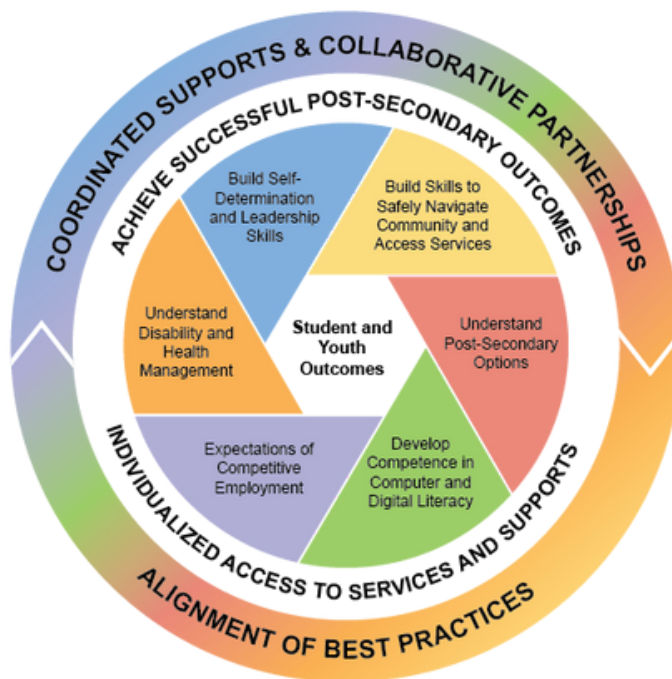 COORDINATED SUPPORTS & COLLABORATIVE PARTNERSHIPS
ACHIEVE SUCCESSFUL POST-SECONDARY OUTCOMES
Build Self-
Determination
and Leadership
Skills
Build Skills to
Safely Navigate
Community and
Access Services
Understand
Disability and
Health
Management
Student and
Youth
Outcomes
Understand
Post-Secondary
Options
Expectations of
Competitive
Employment
Develop
Competence in
Computer and
Digital Literacy
INDIVIDUALIZED ACCESS TO SERVICES AND SUPPORTS
ALIGNMENT OF BEST PRACTICES